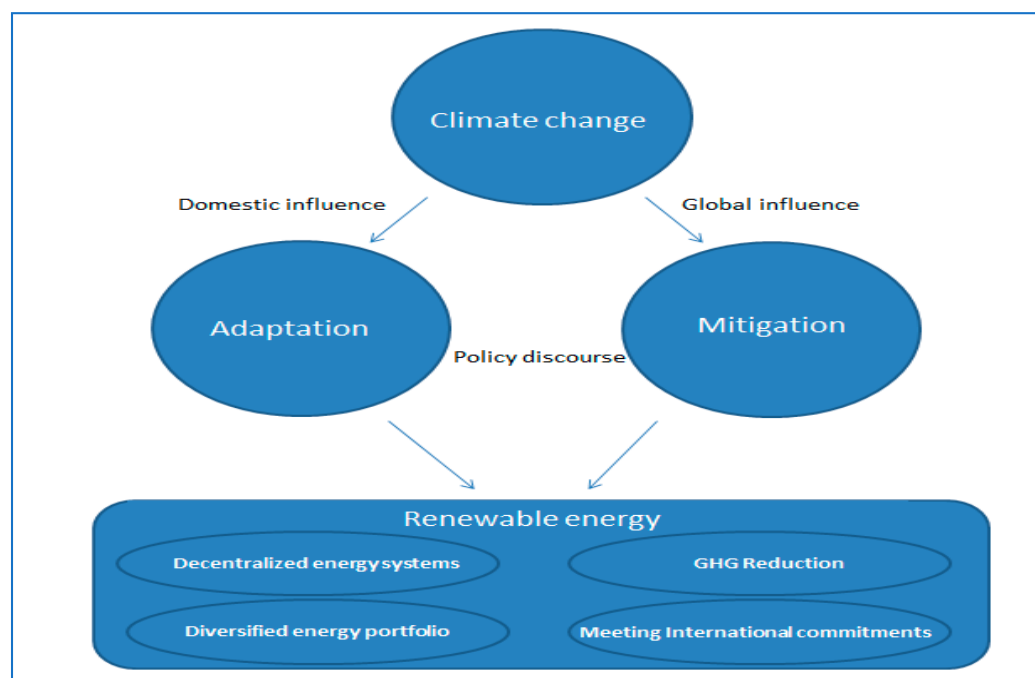 Climate change
Domestic influence
Global influence
Adaptation
Mitigation
Policy discourse
Renewable energy
Decentralized energy systems
GHG Reduction
Diversified energy portfolio
Meeting International commitments